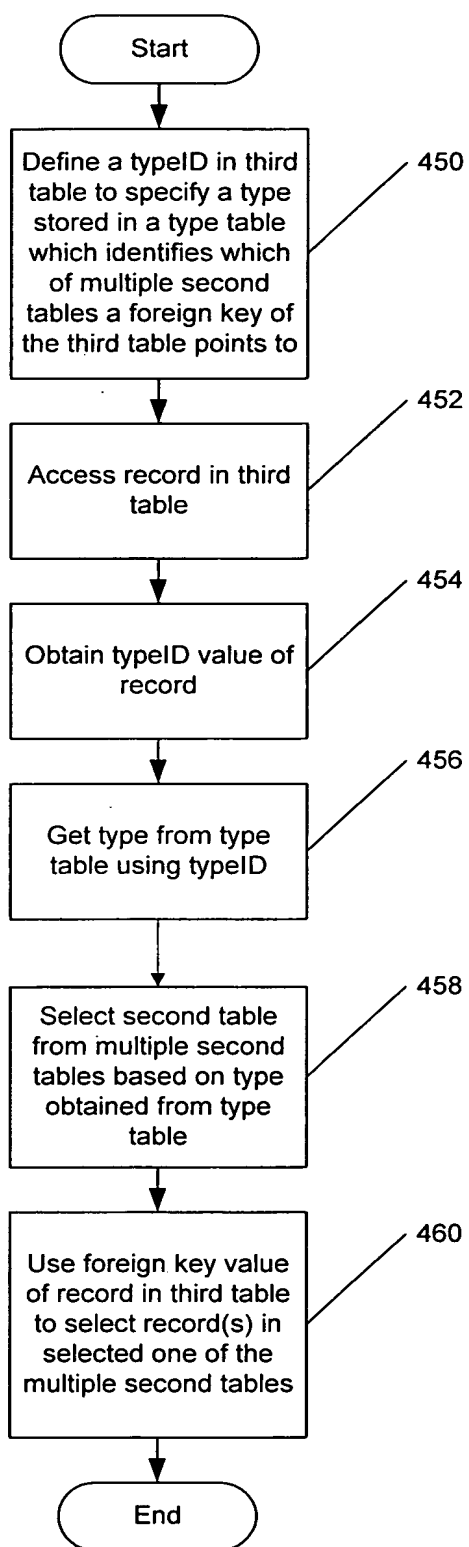 Start
Define a typeID in third
table to specify a type
stored in a type table
which identifies which
of multiple second
tables a foreign key of
the third table points to
450
Access record in third
table
452
Obtain typeID value of
record
454
Get type from type
table using typeID
456
Select second table
from multiple second
tables based on type
obtained from type
table
458
Use foreign key value
of record in third table
to select record(s) in
selected one of the
multiple second tables
460
End